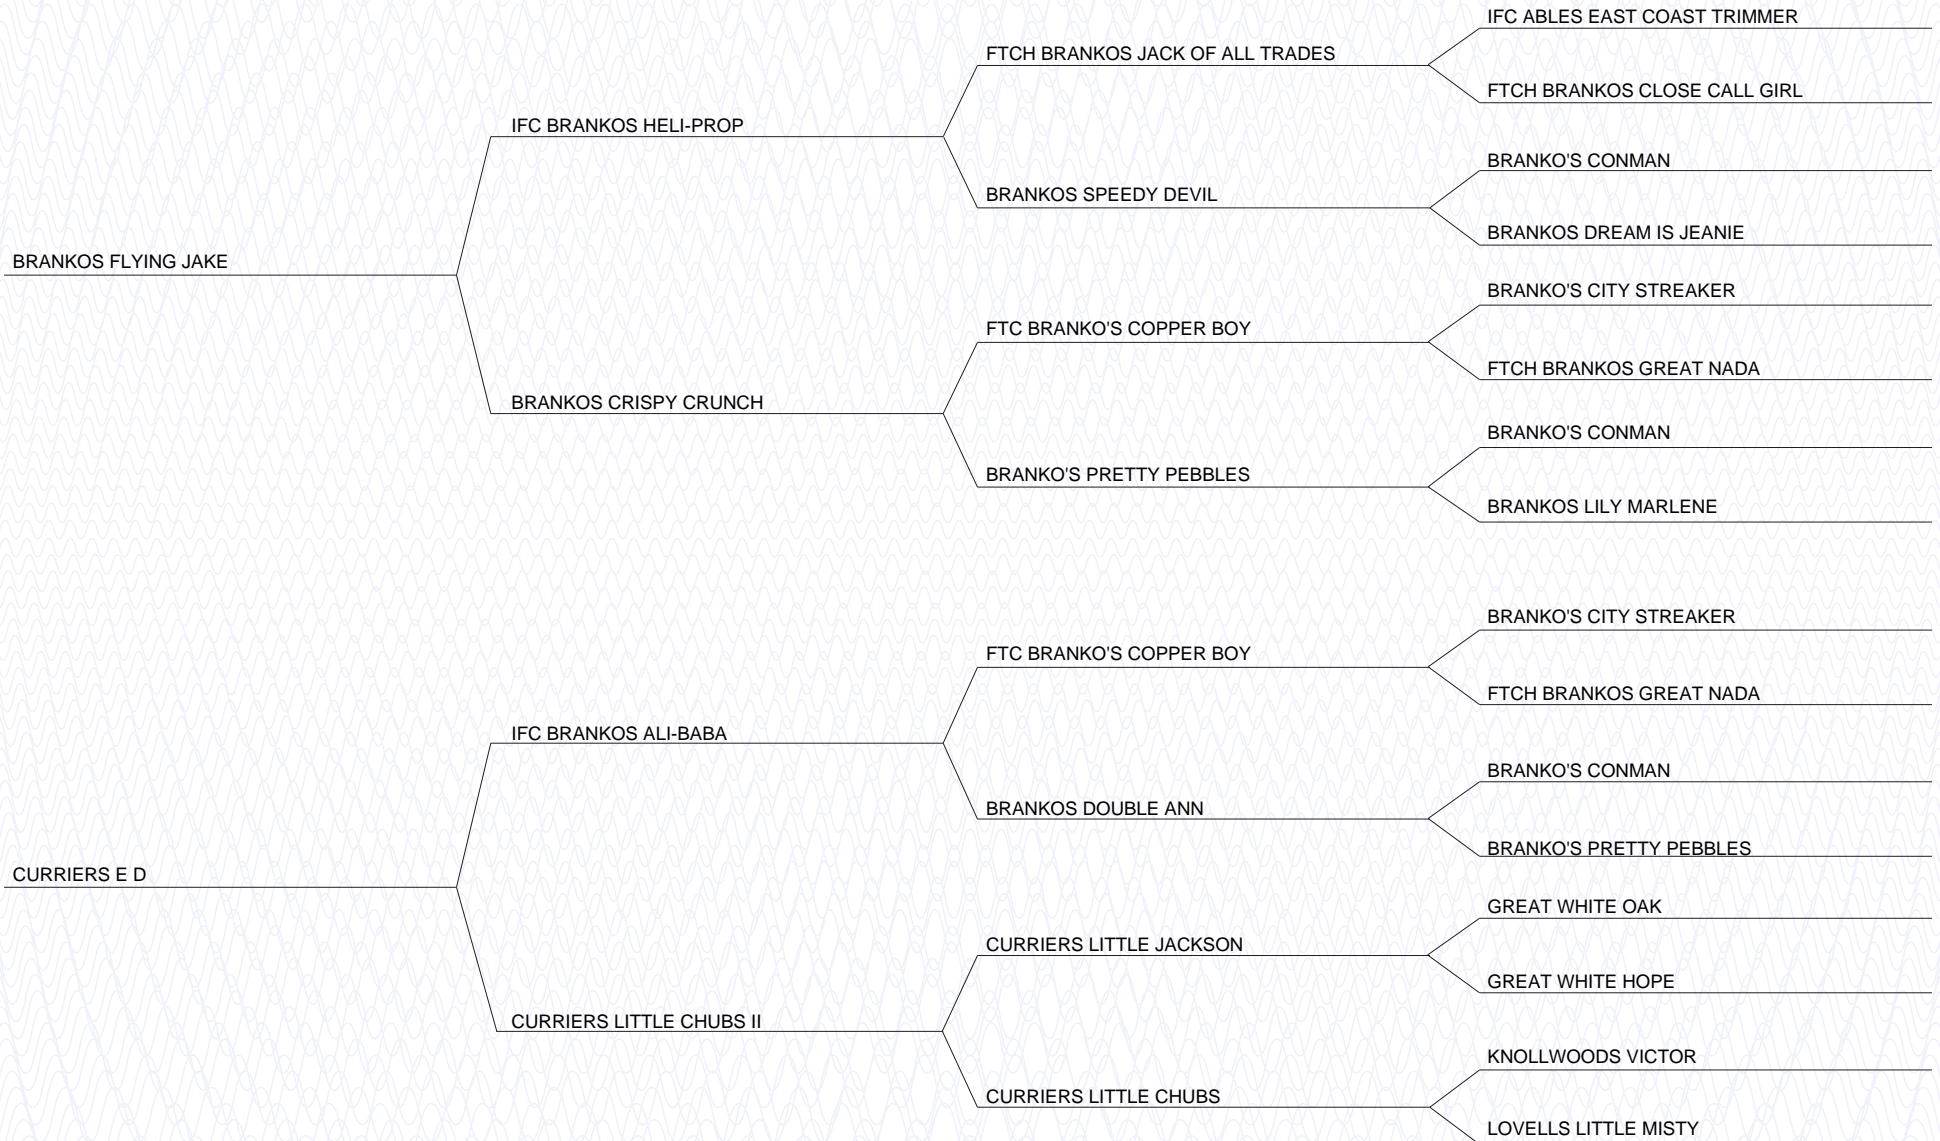 IFC ABLES EAST COAST TRIMMER
FTCH BRANKOS JACK OF ALL TRADES
FTCH BRANKOS CLOSE CALL GIRL
IFC BRANKOS HELI-PROP
BRANKO'S CONMAN
BRANKOS SPEEDY DEVIL
BRANKOS DREAM IS JEANIE
BRANKOS FLYING JAKE
BRANKO'S CITY STREAKER
FTC BRANKO'S COPPER BOY
FTCH BRANKOS GREAT NADA
BRANKOS CRISPY CRUNCH
BRANKO'S CONMAN
BRANKO'S PRETTY PEBBLES
BRANKOS LILY MARLENE
BRANKO'S CITY STREAKER
FTC BRANKO'S COPPER BOY
FTCH BRANKOS GREAT NADA
IFC BRANKOS ALI-BABA
BRANKO'S CONMAN
BRANKOS DOUBLE ANN
BRANKO'S PRETTY PEBBLES
CURRIERS E D
GREAT WHITE OAK
CURRIERS LITTLE JACKSON
GREAT WHITE HOPE
CURRIERS LITTLE CHUBS II
KNOLLWOODS VICTOR
CURRIERS LITTLE CHUBS
LOVELLS LITTLE MISTY